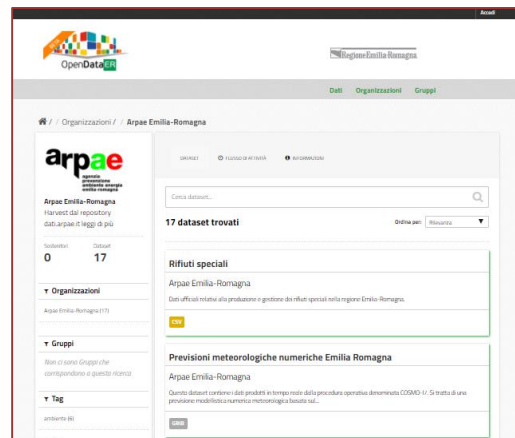 Accedi
BETA
OpenDataER
RegioneEmilia-Romagna
Dati Organizzazioni Gruppi
/ / Organizzazioni / / Arpae Emilia-Romagna
arpae
agenzia
prevenzione
ambiente energia
emilia-romagna
Arpae Emilia-Romagna
Harvest dal repository
dati.arpae.it leggi di più
Sostenitori Dataset
0 17
Organizzazioni
Arpae Emilia-Romagna (17)
Gruppi
Non ci sono Gruppi che
corrispondono a questa ricerca
Tag
ambiente (6)
DATASET FLUSSO DI ATTIVITÀ INFORMAZIONI
Cerca dataset...
17 dataset trovati Ordina per: Rilevanza
Rifiuti speciali
Arpae Emilia-Romagna
Dati ufficiali relativi alla produzione e gestione dei rifiuti speciali nella regione Emilia-Romagna.
CSV
Previsioni meteorologiche numeriche Emilia Romagna
Arpae Emilia-Romagna
Questo dataset contiene i dati prodotti in tempo reale dalla procedura operativa denominata COSMO-I7. Si tratta di una
previsione modellistica numerica meteorologica basata sul...
GRIB